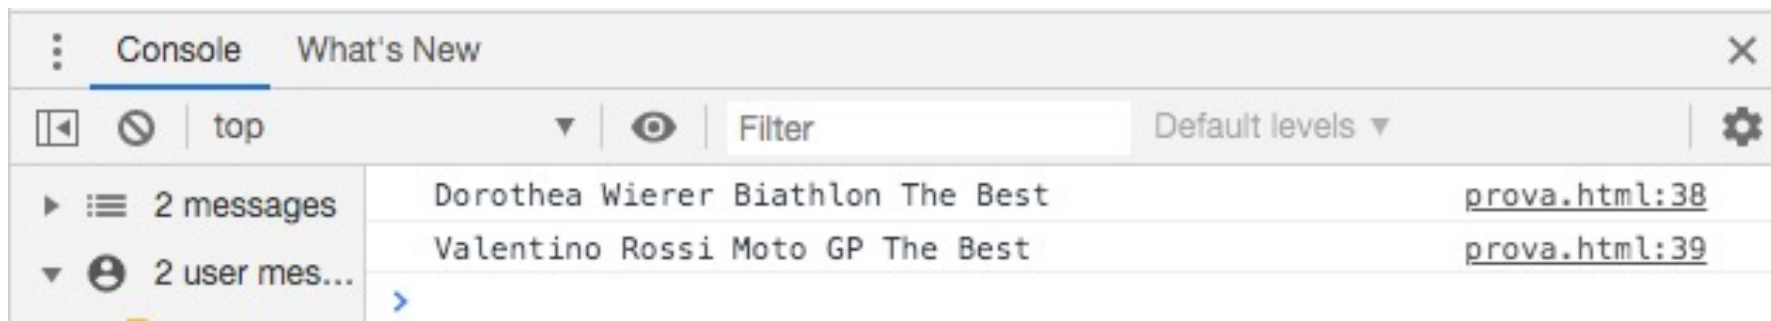 Console What's New
top Filter Default levels
2 messages
Dorothea Wierer Biathlon The Best prova.html:38
2 user mes...
Valentino Rossi Moto GP The Best prova.html:39